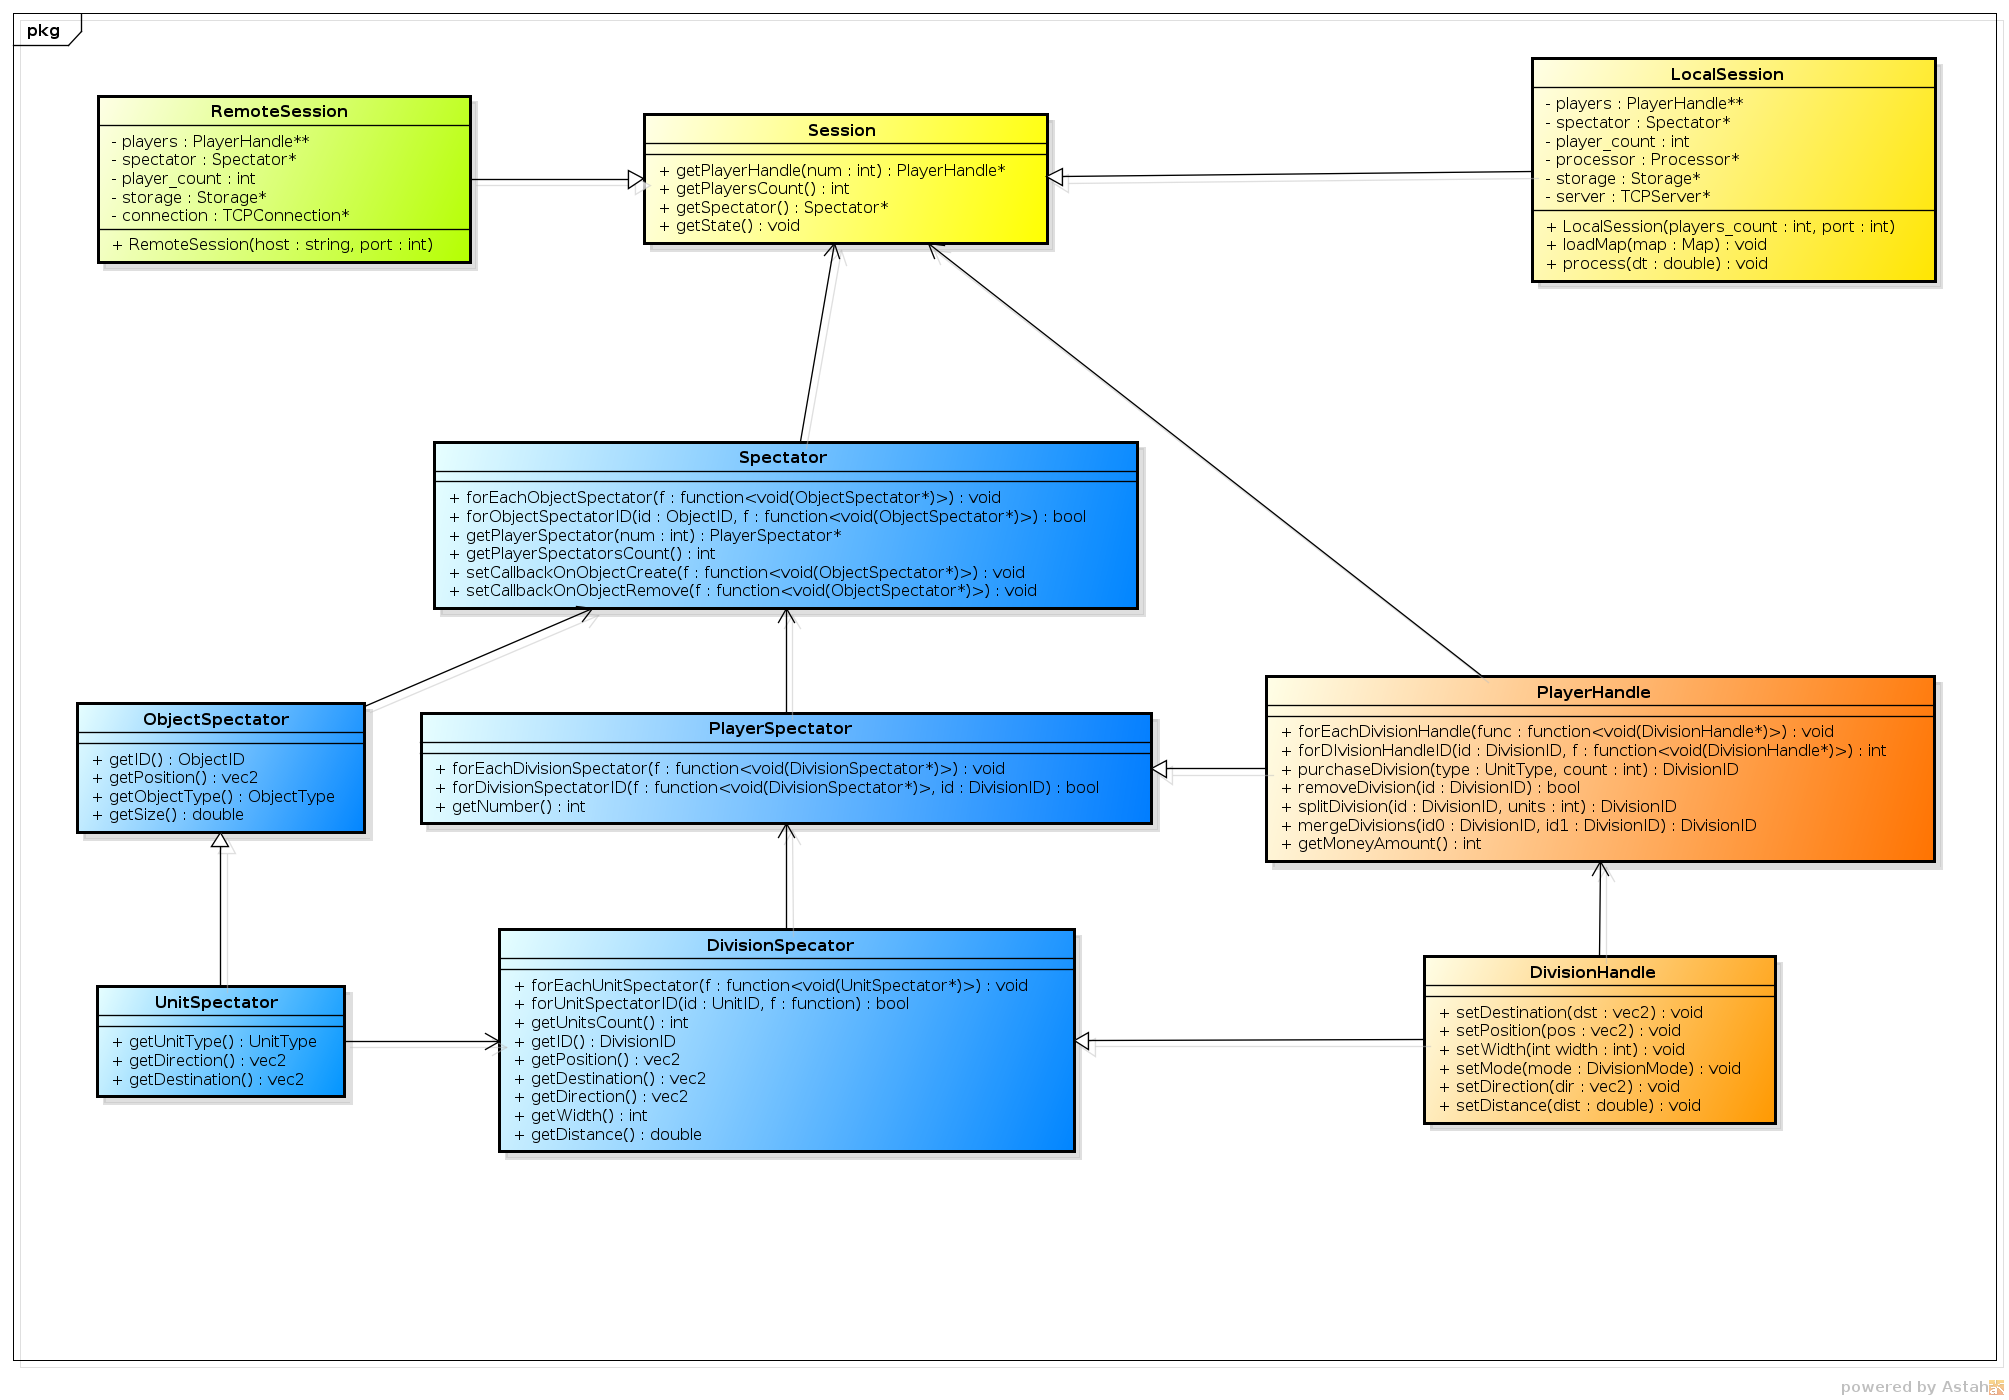 pkg
RemoteSession
- players : PlayerHandle**
- spectator : Spectator*
- player_count : int
- storage : Storage*
- connection : TCPConnection*
+ RemoteSession(host : string, port : int)
Session
+ getPlayerHandle(num : int) : PlayerHandle*
+ getPlayersCount() : int
+ getSpectator() : Spectator*
+ getState() : void
LocalSession
- players : PlayerHandle**
- spectator : Spectator*
- player_count : int
- processor : Processor*
- storage : Storage*
- server : TCPServer*
+ LocalSession(players_count : int, port : int)
+ loadMap(map : Map) : void
+ process(dt : double) : void
Spectator
+ forEachObjectSpectator(f : function<void(ObjectSpectator*)>) : void
+ forObjectSpectatorID(id : ObjectID, f : function<void(ObjectSpectator*)>) : bool
+ getPlayerSpectator(num : int) : PlayerSpectator*
+ getPlayerSpectatorsCount() : int
+ setCallbackOnObjectCreate(f : function<void(ObjectSpectator*)>) : void
+ setCallbackOnObjectRemove(f : function<void(ObjectSpectator*)>) : void
ObjectSpectator
+ getID() : ObjectID
+ getPosition() : vec2
+ getObjectType() : ObjectType
+ getSize() : double
PlayerSpectator
+ forEachDivisionSpectator(f : function<void(DivisionSpectator*)>) : void
+ forDivisionSpectatorID(f : function<void(DivisionSpectator*)>, id : DivisionID) : bool
+ getNumber() : int
PlayerHandle
+ forEachDivisionHandle(func : function<void(DivisionHandle*)>) : void
+ forDIvisionHandleID(id : DivisionID, f : function<void(DivisionHandle*)>) : int
+ purchaseDivision(type : UnitType, count : int) : DivisionID
+ removeDivision(id : DivisionID) : bool
+ splitDivision(id : DivisionID, units : int) : DivisionID
+ mergeDivisions(id0 : DivisionID, id1 : DivisionID) : DivisionID
+ getMoneyAmount() : int
UnitSpectator
+ getUnitType() : UnitType
+ getDirection() : vec2
+ getDestination() : vec2
DivisionSpecator
+ forEachUnitSpectator(f : function<void(UnitSpectator*)>) : void
+ forUnitSpectatorID(id : UnitID, f : function) : bool
+ getUnitsCount() : int
+ getID() : DivisionID
+ getPosition() : vec2
+ getDestination() : vec2
+ getDirection() : vec2
+ getWidth() : int
+ getDistance() : double
DivisionHandle
+ setDestination(dst : vec2) : void
+ setPosition(pos : vec2) : void
+ setWidth(int width : int) : void
+ setMode(mode : DivisionMode) : void
+ setDirection(dir : vec2) : void
+ setDistance(dist : double) : void
powered by Astah